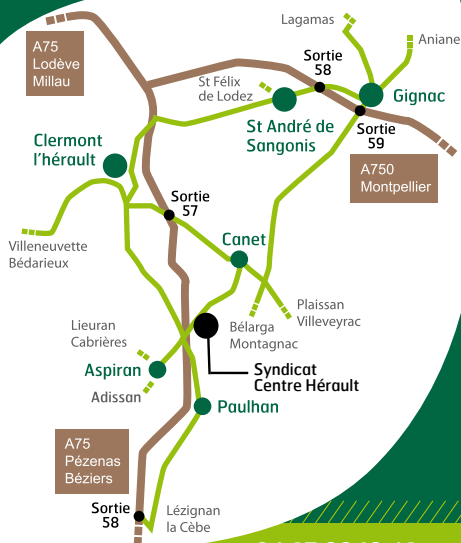 Lagamas
Aniane
A75
Lodève
Millau
Sortie
58
St Félix
de Lodez
Gignac
St André de
Sangonis
Sortie
59
Clermont
l'hérault
A750
Montpellier
Sortie
57
Villeneuvette
Bédarieux
Canet
Plaissan
Villeveyrac
Bélarga
Montagnac
Lieuran
Cabrières
Aspiran
Adissan
Syndicat
Centre Hérault
Paulhan
A75
Pézenas
Béziers
Sortie
58
Lézignan
la Cèbe